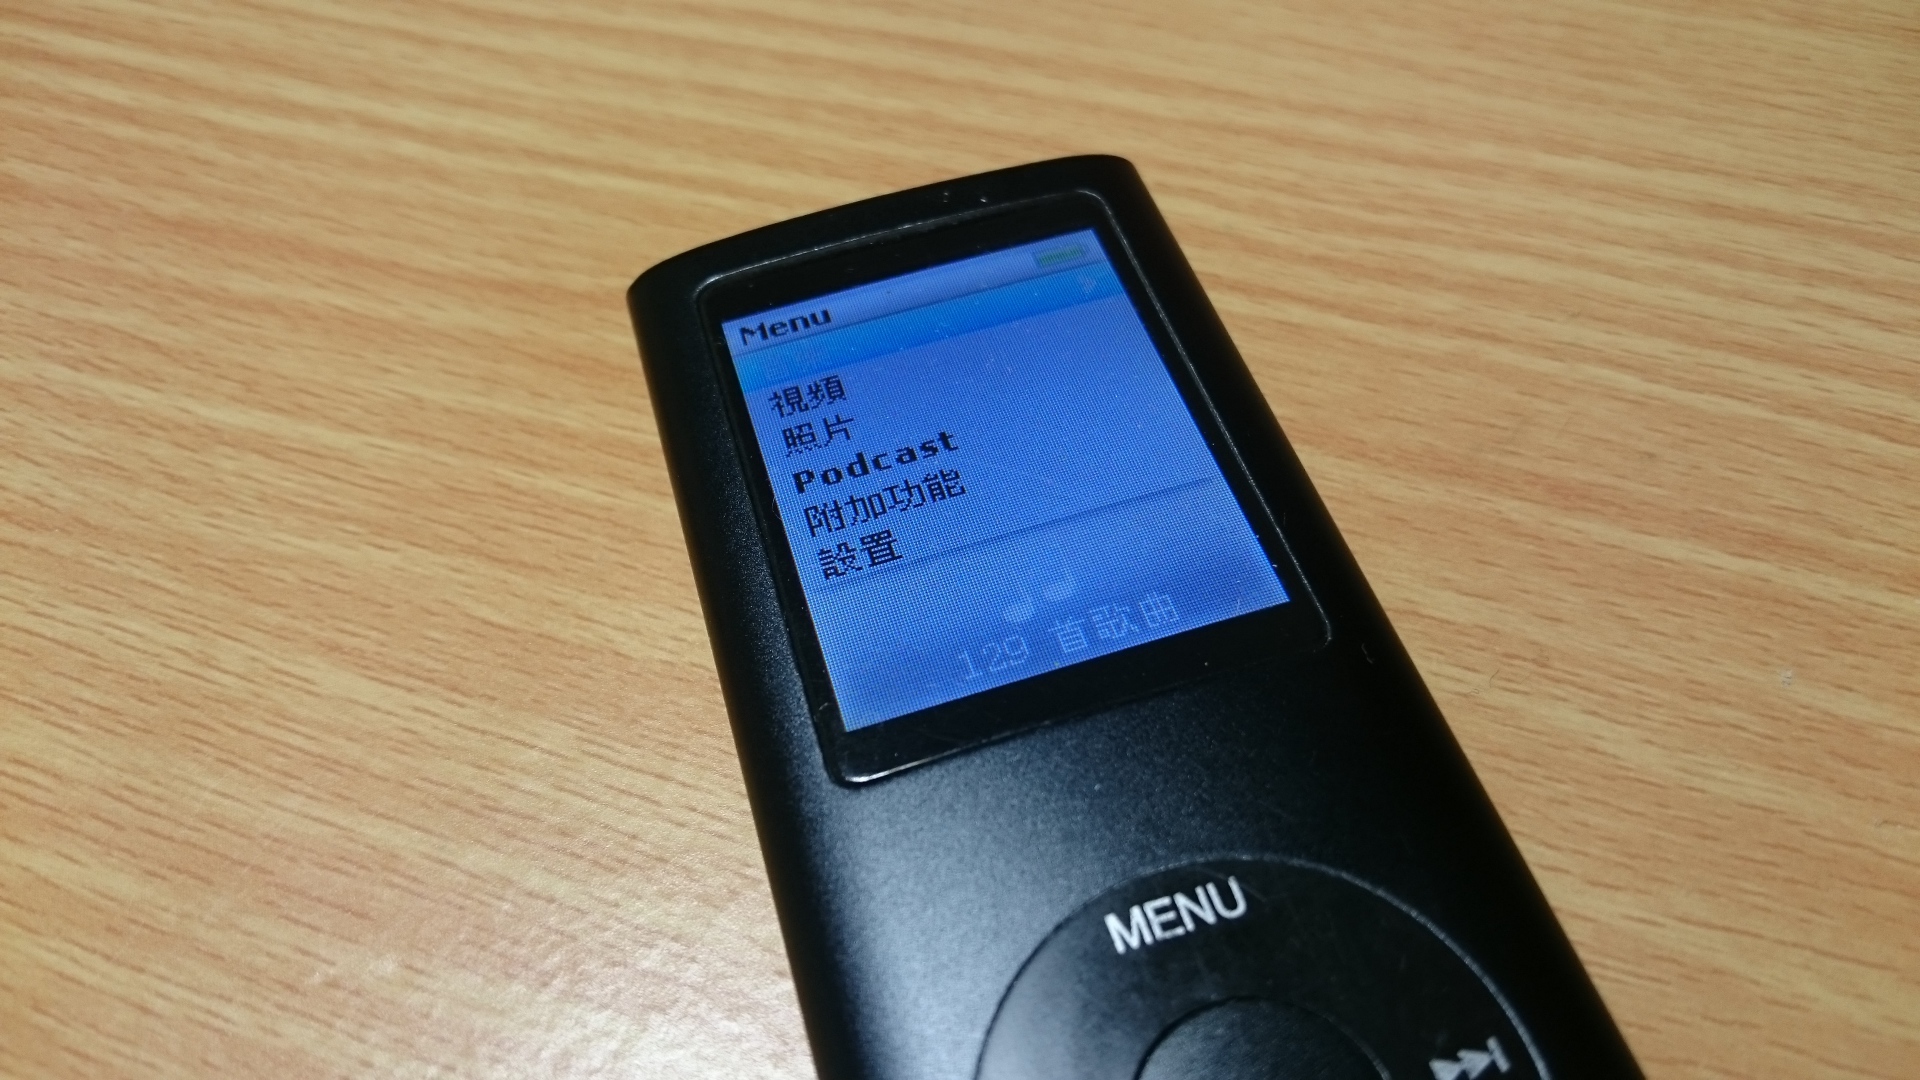 Menu
視頻
照片
Podcast
附加功能
設置
129 首歌曲
MENU